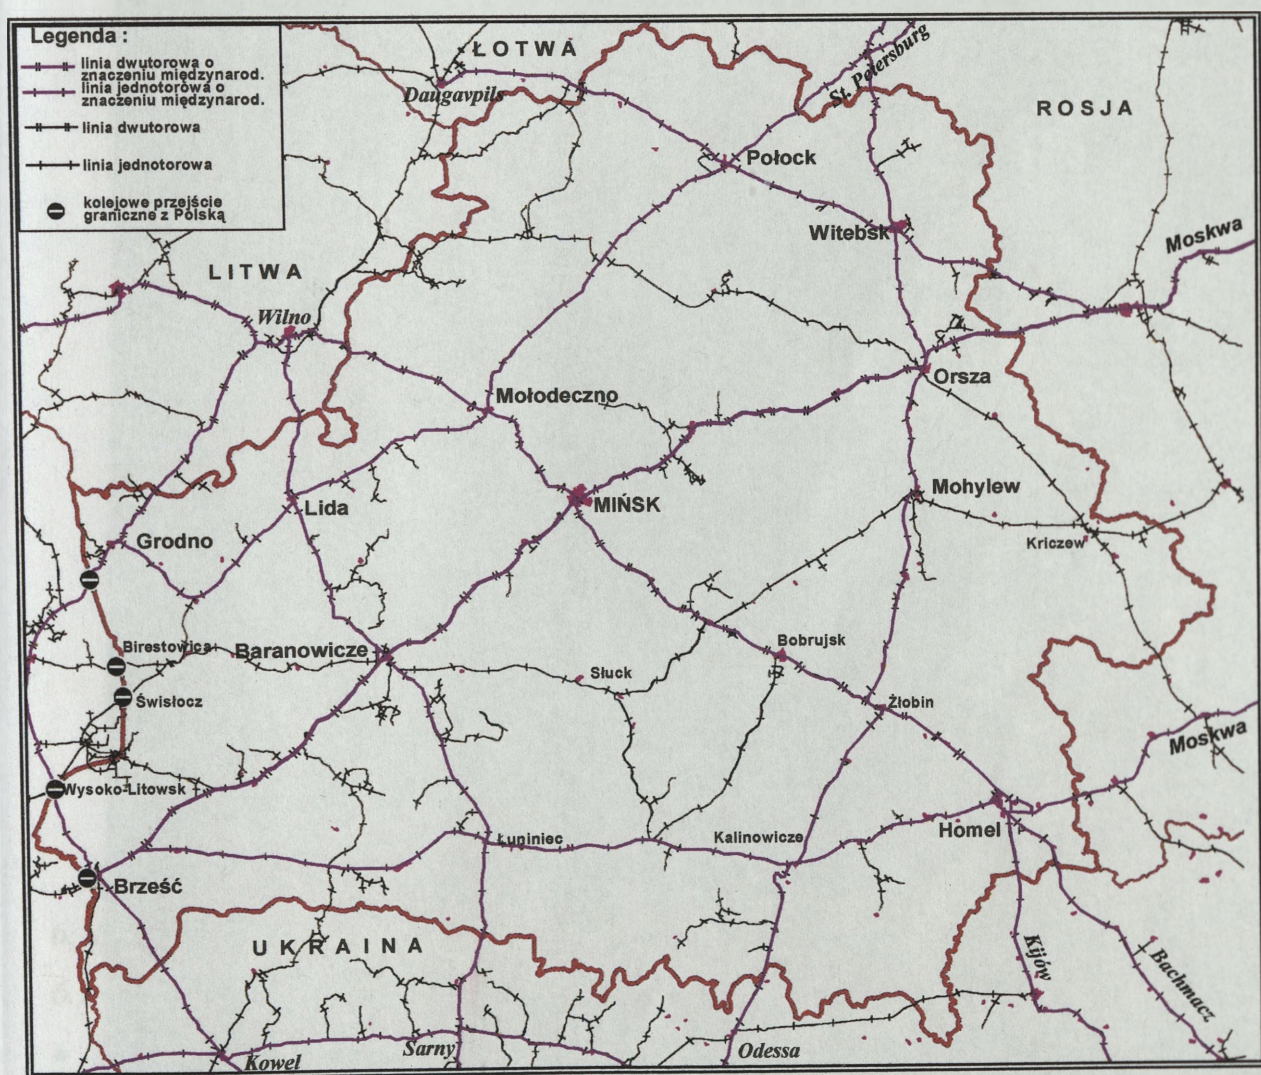 Legenda :
linia dwutorowa o
znaczeniu międzynarod.
linia jednotorowa o
znaczeniu międzynarod.
linia dwutorowa
linia jednotorowa
kolejowe przejście
graniczne z Polską
ŁOTWA
Daugavpils
St. Petersburg
ROSJA
Połock
Witebsk
Moskwa
LITWA
Wilno
Orsza
Mołodeczno
Mohylew
MIŃSK
Lida
Grodno
Kriczew
Birestowica
Baranowicze
Bobrujsk
Słuck
Świsłocz
Żłobin
Moskwa
Wysoko-Litowsk
Homel
Łuniniec
Kalinowicze
Brześć
UKRAINA
Kijów
Bachmacz
Kowel
Sarny
Odessa